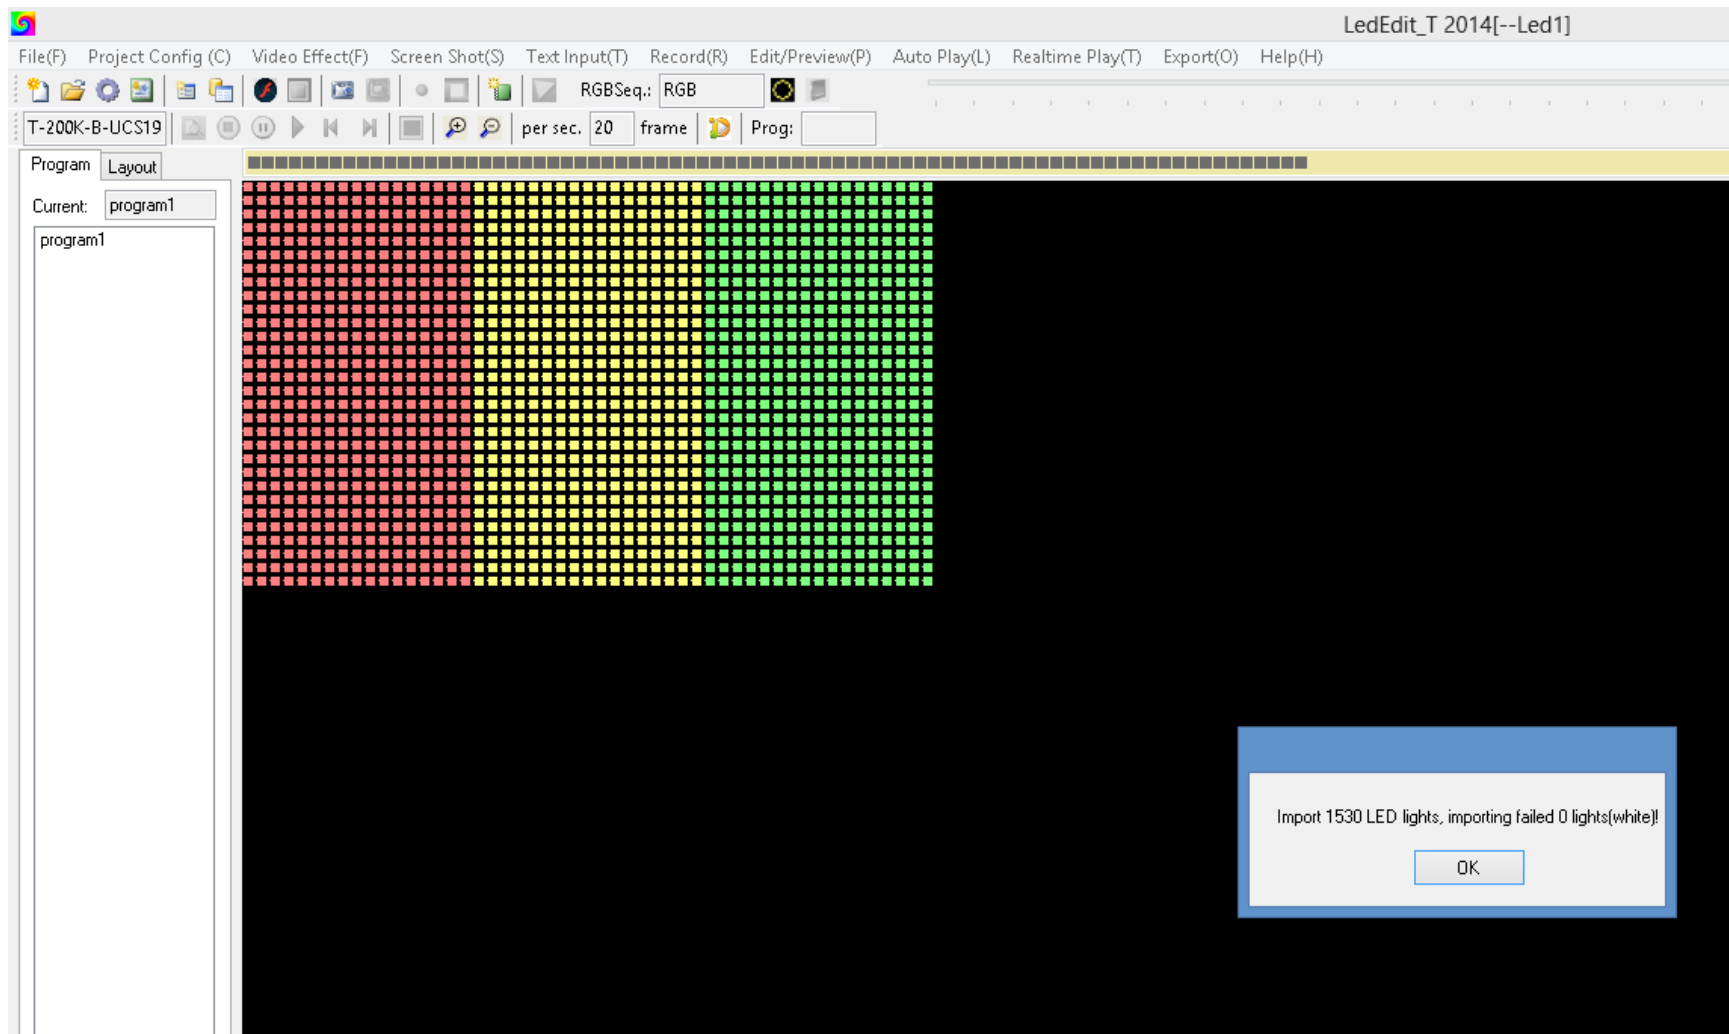 LedEdit_T 2014[--Led1]
File(F) Project Config (C) Video Effect(F) Screen Shot(S) Text Input(T) Record(R) Edit/Preview(P) Auto Play(L) Realtime Play(T) Export(O) Help(H)
RGBSeq.: RGB
T-200K-B-UCS19 per sec. 20 frame Prog:
Program Layout
Current: program1
program1
Import 1530 LED lights, importing failed 0 lights(white)!
OK